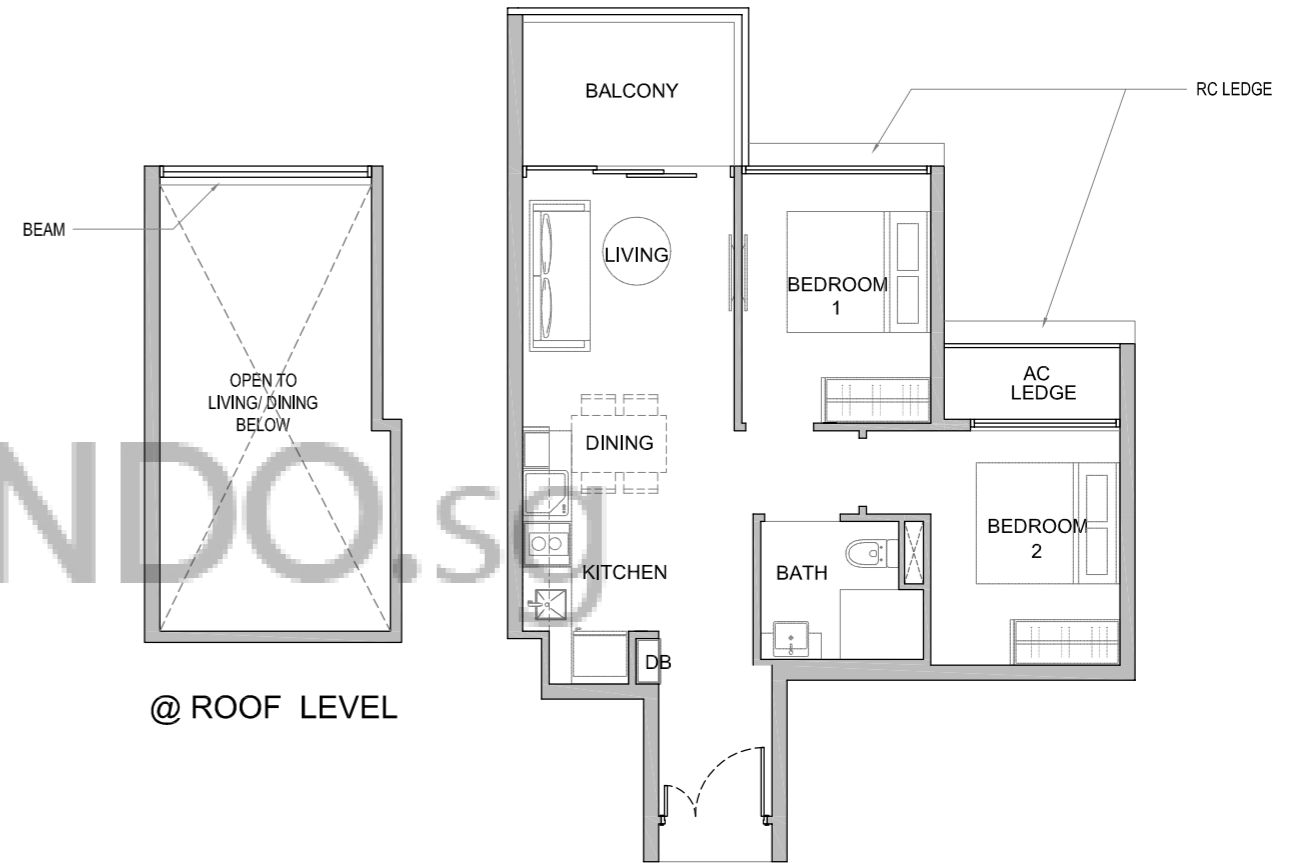 BALCONY
RC LEDGE
BEAM
LIVING
BEDROOM
1
OPEN TO
LIVING/ DINING
BELOW
AC
LEDGE
DINING
BEDROOM
2
KITCHEN
BATH
DB
@ ROOF LEVEL
NDO.sg